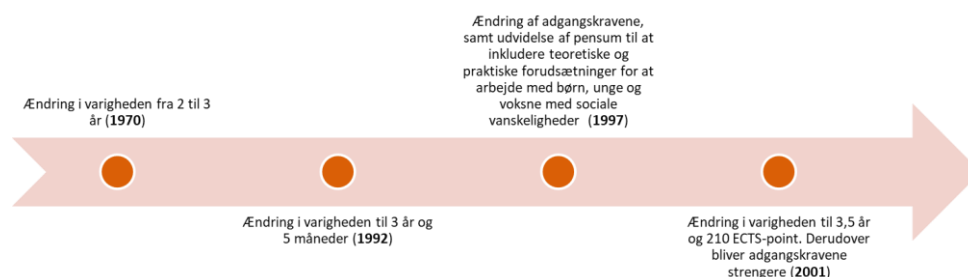 Ændring i varigheden fra 2 til 3
år (1970)
Ændring i varigheden til 3 år og
5 måneder (1992)
Ændring af adgangskravene,
samt udvidelse af pensum til at
inkludere teoretiske og
praktiske forudsætninger for at
arbejde med børn, unge og
voksne med sociale
vanskeligheder (1997)
Ændring i varigheden til 3,5 år
og 210 ECTS-point. Derudover
bliver adgangskravene
strengere (2001)